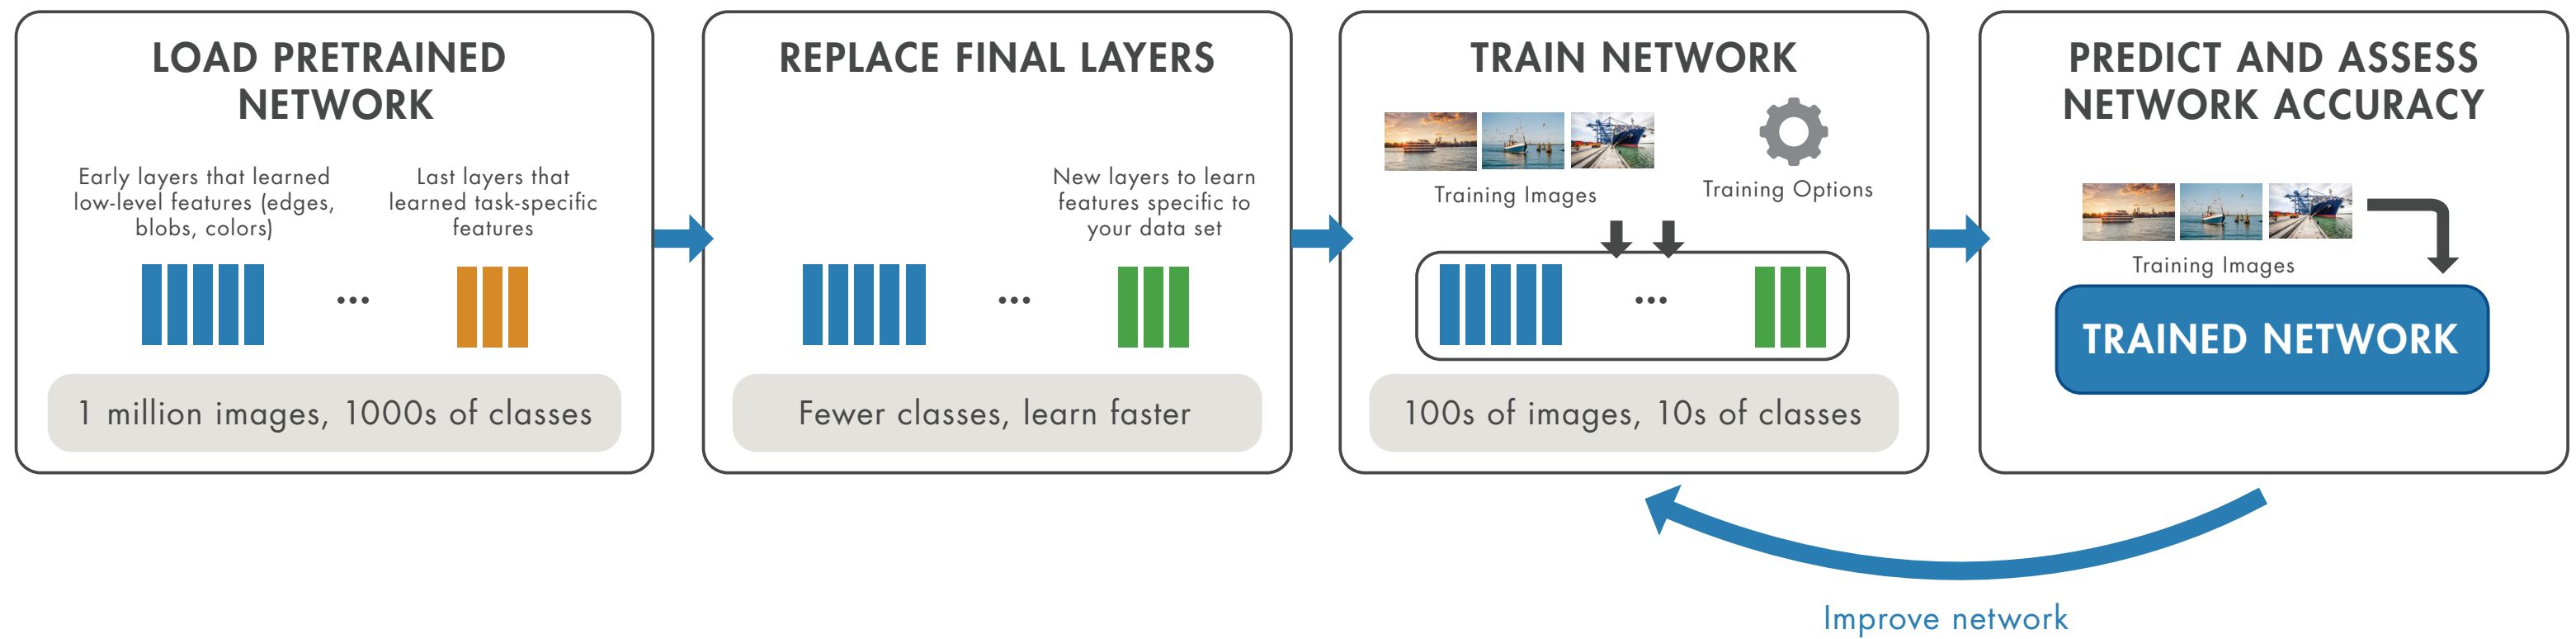 LOAD PRETRAINED
NETWORK
Early layers that learned
low-level features (edges,
blobs, colors)
Last layers that
learned task-specific
features
...
1 million images, 1000s of classes
REPLACE FINAL LAYERS
New layers to learn
features specific to
your data set
...
Fewer classes, learn faster
TRAIN NETWORK
Training Images
Training Options
...
100s of images, 10s of classes
PREDICT AND ASSESS
NETWORK ACCURACY
Training Images
TRAINED NETWORK
Improve network